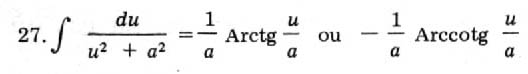 27. ∫ du / (u² + a²) = 1/a Arctg u/a ou − 1/a Arccotg u/a